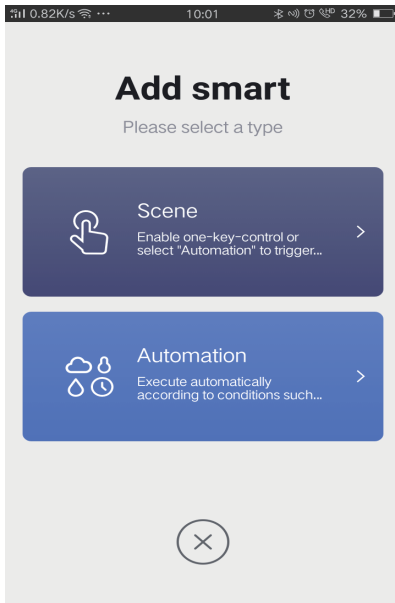 0.82K/s ... 10:01 HD 32%
Add smart
Please select a type
Scene
Enable one-key-control or
select "Automation" to trigger...
Automation
Execute automatically
according to conditions such...